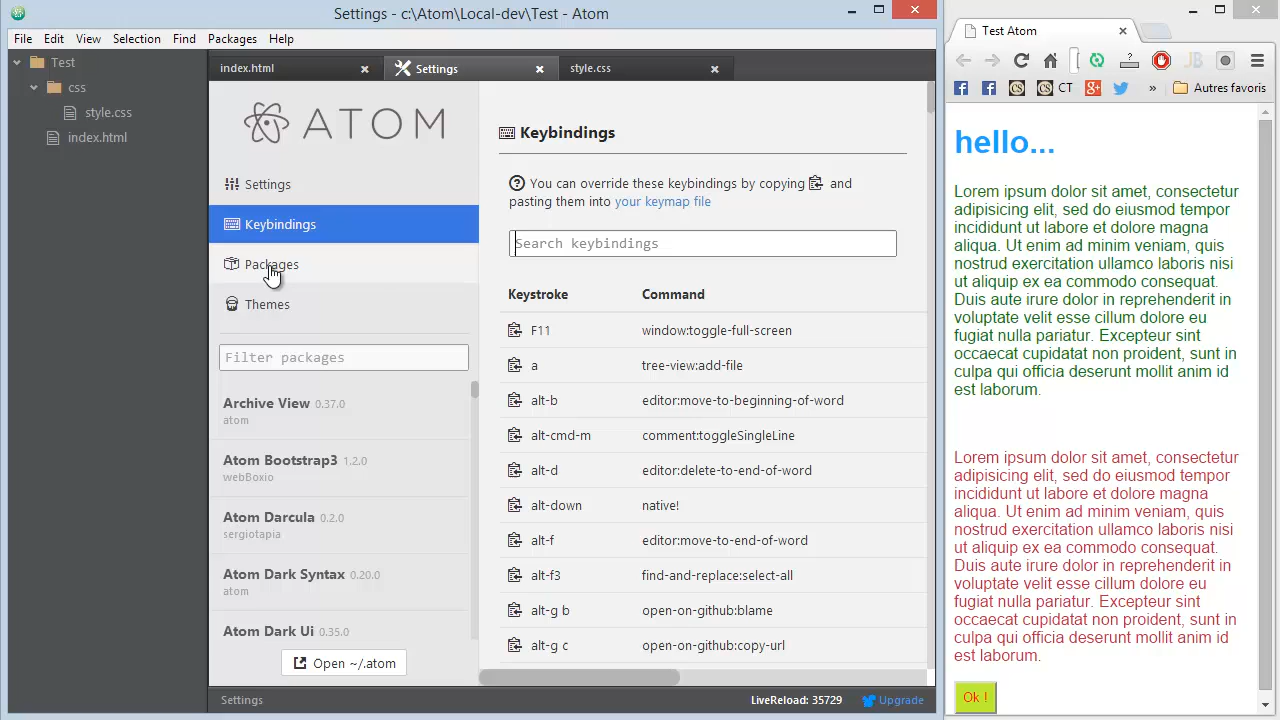 Settings - c:\Atom\Local-dev\Test - Atom
File Edit View Selection Find Packages Help
Test
css
style.css
index.html
index.html
Settings
style.css
ATOM
Settings
Keybindings
Packages
Themes
Filter packages
Archive View 0.37.0
atom
Atom Bootstrap3 1.2.0
webBoxio
Atom Darcula 0.2.0
sergiotapia
Atom Dark Syntax 0.20.0
atom
Atom Dark Ui 0.35.0
Open ~/.atom
Keybindings
You can override these keybindings by copying and
pasting them into your keymap file
Search keybindings
Keystroke Command
F11 window:toggle-full-screen
a tree-view:add-file
alt-b editor:move-to-beginning-of-word
alt-cmd-m comment:toggleSingleLine
alt-d editor:delete-to-end-of-word
alt-down native!
alt-f editor:move-to-end-of-word
alt-f3 find-and-replace:select-all
alt-g b open-on-github:blame
alt-g c open-on-github:copy-url
Settings
LiveReload: 35729
Upgrade
Test Atom
JB
CS CS CT g+ » Autres favoris
hello...
Lorem ipsum dolor sit amet, consectetur
adipisicing elit, sed do eiusmod tempor
incididunt ut labore et dolore magna
aliqua. Ut enim ad minim veniam, quis
nostrud exercitation ullamco laboris nisi
ut aliquip ex ea commodo consequat.
Duis aute irure dolor in reprehenderit in
voluptate velit esse cillum dolore eu
fugiat nulla pariatur. Excepteur sint
occaecat cupidatat non proident, sunt in
culpa qui officia deserunt mollit anim id
est laborum.
Lorem ipsum dolor sit amet, consectetur
adipisicing elit, sed do eiusmod tempor
incididunt ut labore et dolore magna
aliqua. Ut enim ad minim veniam, quis
nostrud exercitation ullamco laboris nisi
ut aliquip ex ea commodo consequat.
Duis aute irure dolor in reprehenderit in
voluptate velit esse cillum dolore eu
fugiat nulla pariatur. Excepteur sint
occaecat cupidatat non proident, sunt in
culpa qui officia deserunt mollit anim id
est laborum.
Ok !